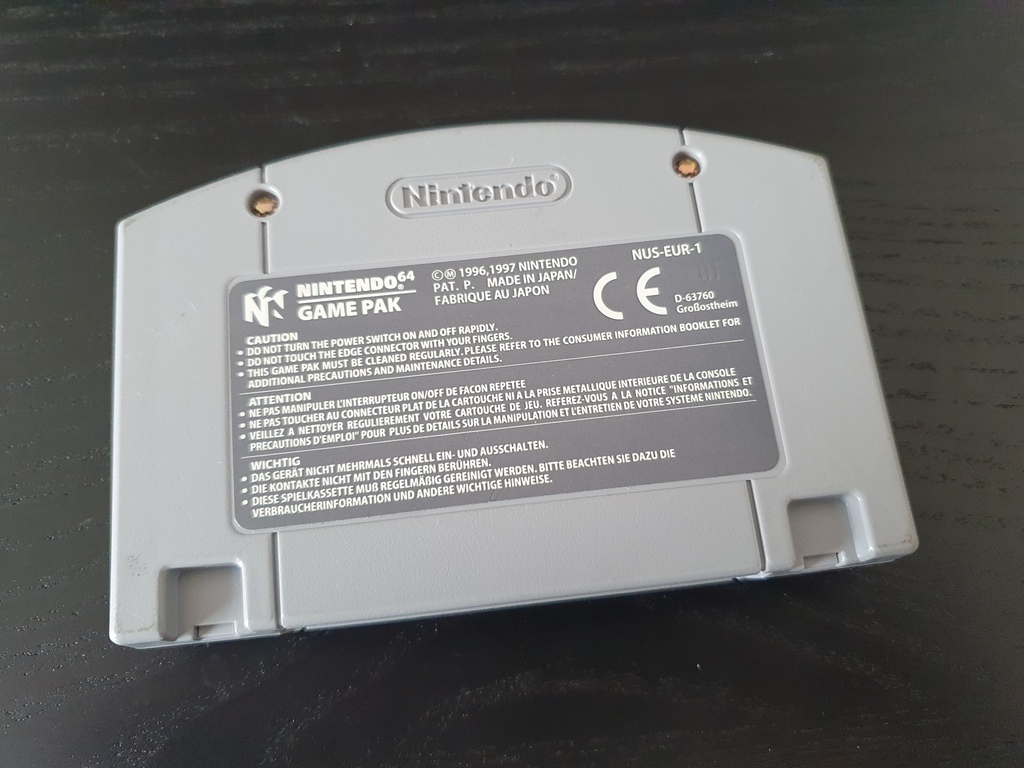 Nintendo®
NINTENDO⁶⁴
GAME PAK
©Ⓜ 1996,1997 NINTENDO
PAT. P. MADE IN JAPAN/
FABRIQUE AU JAPON
NUS-EUR-1
CE
D-63760
Großostheim
CAUTION
• DO NOT TURN THE POWER SWITCH ON AND OFF RAPIDLY.
• DO NOT TOUCH THE EDGE CONNECTOR WITH YOUR FINGERS.
• THIS GAME PAK MUST BE CLEANED REGULARLY. PLEASE REFER TO THE CONSUMER INFORMATION BOOKLET FOR
ADDITIONAL PRECAUTIONS AND MAINTENANCE DETAILS.
ATTENTION
• NE PAS MANIPULER L'INTERRUPTEUR ON/OFF DE FACON REPETEE
• NE PAS TOUCHER AU CONNECTEUR PLAT DE LA CARTOUCHE NI A LA PRISE METALLIQUE INTERIEURE DE LA CONSOLE
• VEILLEZ A NETTOYER REGULIEREMENT VOTRE CARTOUCHE DE JEU. REFEREZ-VOUS A LA NOTICE "INFORMATIONS ET
PRECAUTIONS D'EMPLOI" POUR PLUS DE DETAILS SUR LA MANIPULATION ET L'ENTRETIEN DE VOTRE SYSTEME NINTENDO.
WICHTIG
• DAS GERÄT NICHT MEHRMALS SCHNELL EIN- UND AUSSCHALTEN.
• DIE KONTAKTE NICHT MIT DEN FINGERN BERÜHREN.
• DIESE SPIELKASSETTE MUß REGELMÄßIG GEREINIGT WERDEN. BITTE BEACHTEN SIE DAZU DIE
VERBRAUCHERINFORMATION UND ANDERE WICHTIGE HINWEISE.